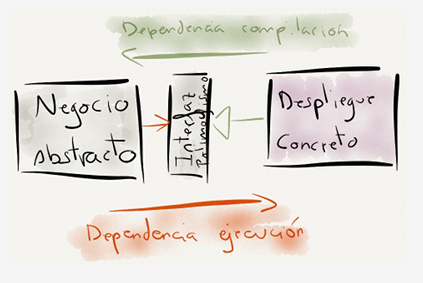 Dependencia compilación
Negocio
abstracto
Interfaz
Polimorfismo
Despliegue
Concreto
Dependencia ejecución